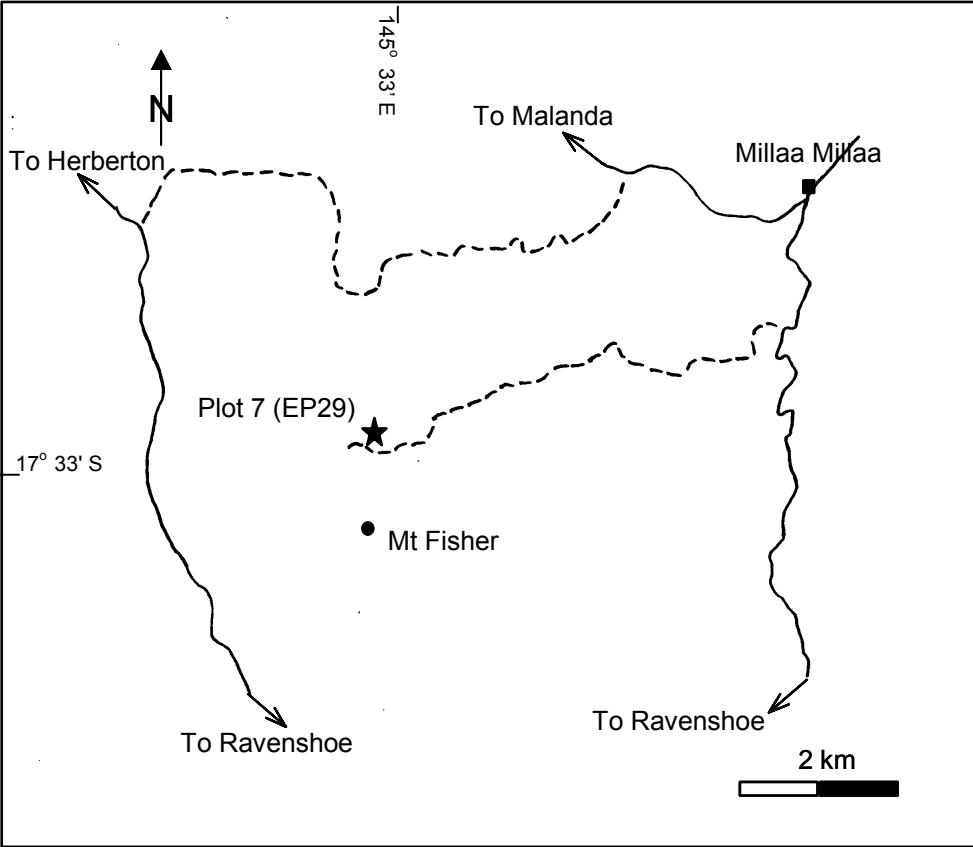 145° 33' E
N
To Malanda
Millaa Millaa
To Herberton
Plot 7 (EP29)
17° 33' S
Mt Fisher
To Ravenshoe
To Ravenshoe
2 km